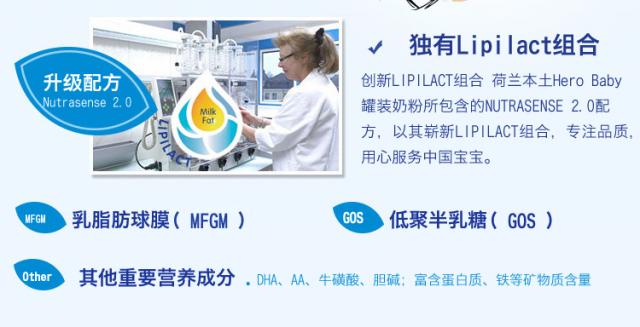 升级配方
Nutrasense 2.0
Milk
Fat
LIPILACT
独有Lipilact组合
创新LIPILACT组合 荷兰本土Hero Baby
罐装奶粉所包含的NUTRASENSE 2.0配
方，以其崭新LIPILACT组合，专注品质，
用心服务中国宝宝。
MFGM 乳脂肪球膜( MFGM )
GOS 低聚半乳糖( GOS )
Other 其他重要营养成分 . DHA、AA、牛磺酸、胆碱；富含蛋白质、铁等矿物质含量